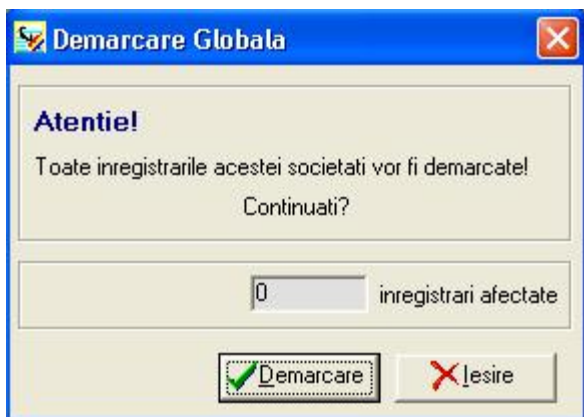 Demarcare Globala
Atentie!
Toate inregistrarile acestei societati vor fi demarcate!
Continuati?
0 inregistrari afectate
Demarcare Iesire